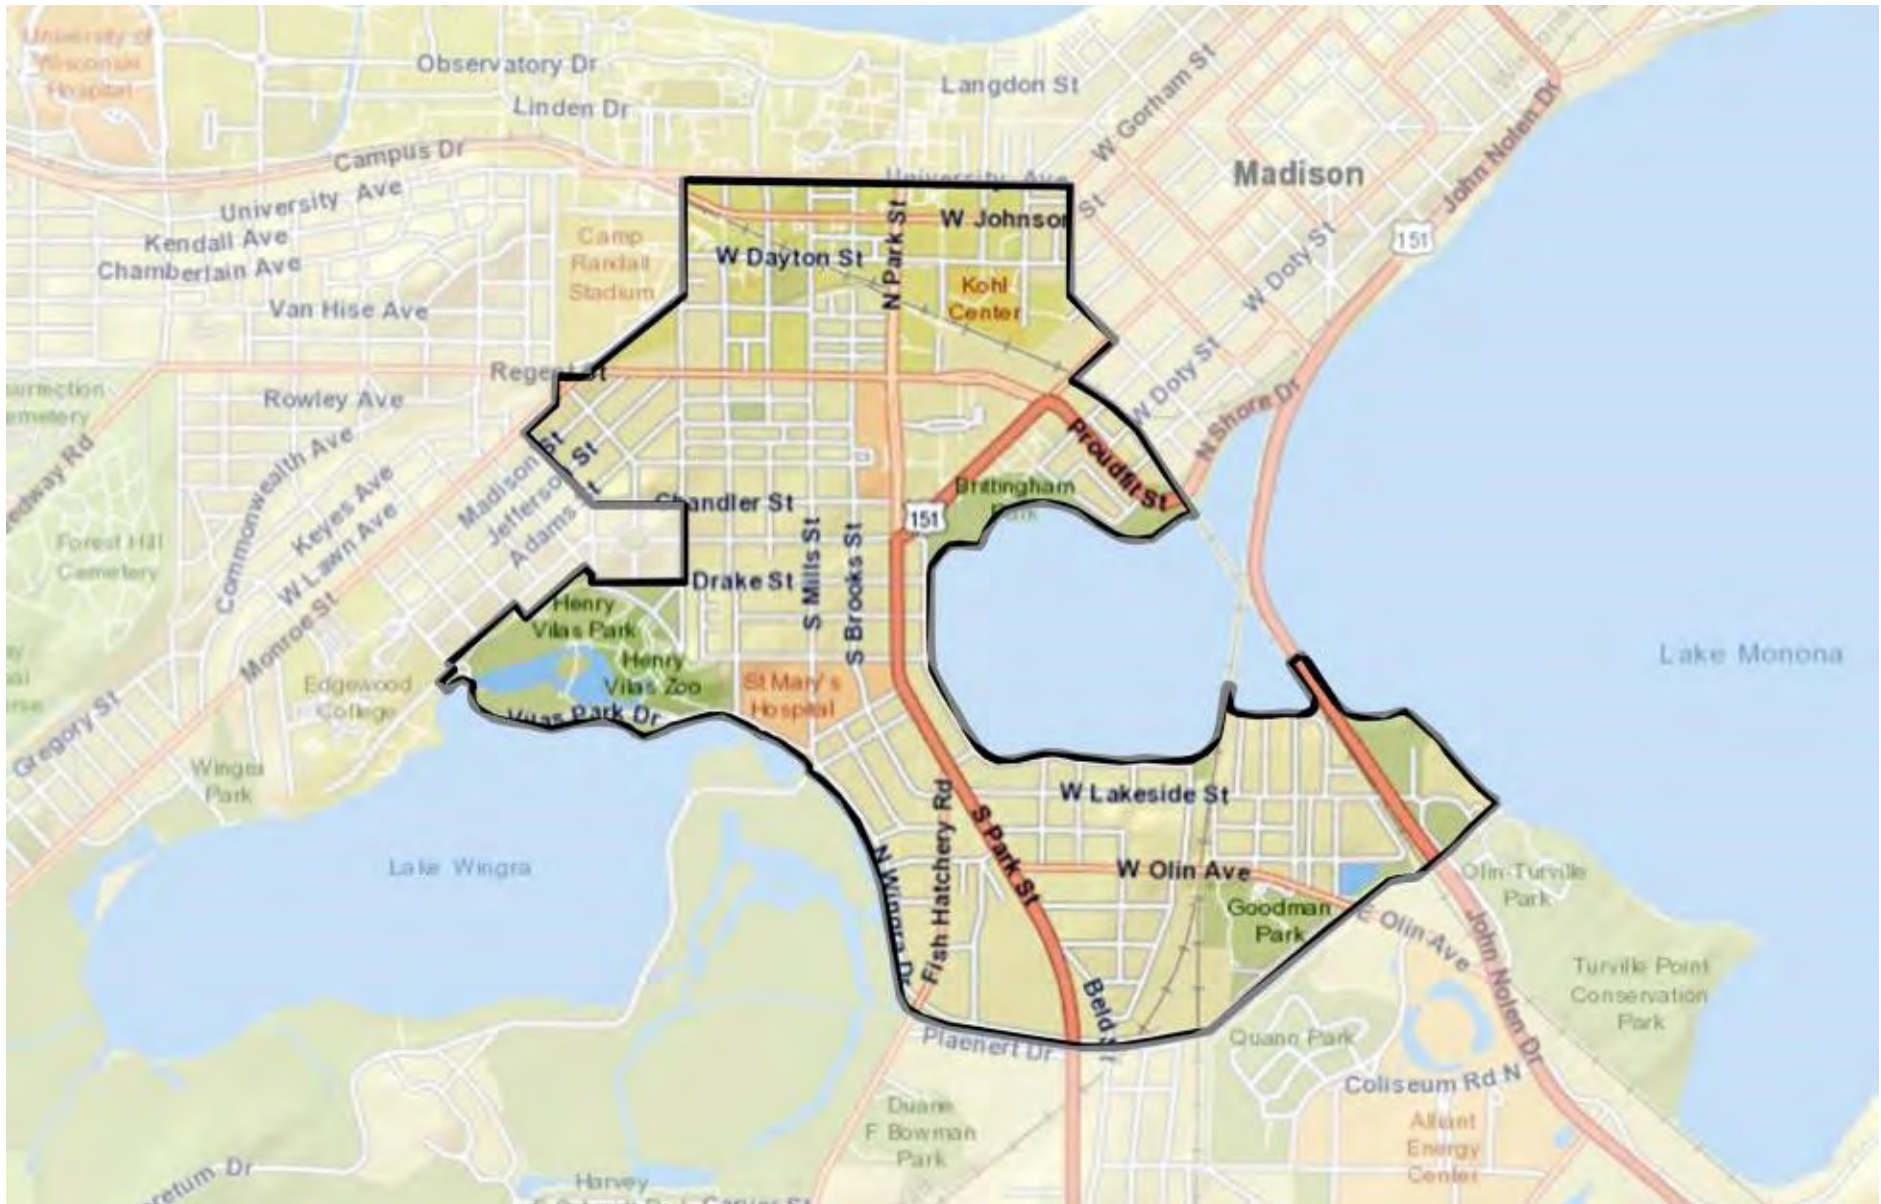 University of
Wisconsin
Hospital
Observatory Dr
Linden Dr
Langdon St
W Gorham St
John Nolen Dr
Campus Dr
University Ave
University Ave
Madison
Kendall Ave
Chamberlain Ave
Van Hise Ave
Camp
Randall
Stadium
W Johnson
St
W Dayton St
N Park St
Kohl
Center
W Doty St
151
Regent St
Rowley Ave
W Doty St
N Shore Dr
Commonwealth Ave
Keyes Ave
W Lawn Ave
Madison St
Jefferson St
Adams St
Proudfit St
Chandler St
Brittingham
Park
151
Forest Hill
Cemetery
Monroe St
Drake St
S Mills St
S Brooks St
Henry
Vilas Park
Henry
Vilas Zoo
Edgewood
College
St Mary's
Hospital
Vilas Park Dr
Lake Monona
Gregory St
Wingra
Park
Lake Wingra
W Lakeside St
Fish Hatchery Rd
S Park St
N Wingra Dr
W Olin Ave
Goodman
Park
E Olin Ave
Olin-Turville
Park
John Nolen Dr
Turville Point
Conservation
Park
Beld St
Plaenert Dr
Quann Park
Coliseum Rd N
Duane
F Bowman
Park
Alliant
Energy
Center
Harvey